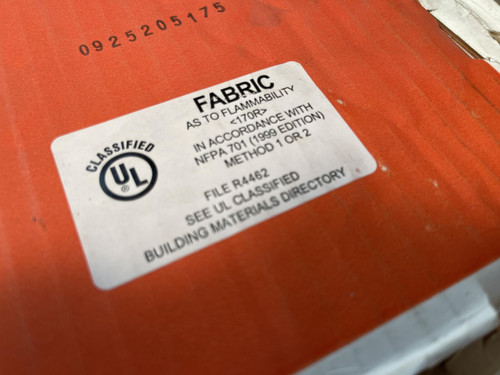 0925205175
FABRIC
AS TO FLAMMABILITY
<170R>
IN ACCORDANCE WITH
NFPA 701 (1999 EDITION)
METHOD 1 OR 2
CLASSIFIED
UL
®
FILE R4462
SEE UL CLASSIFIED
BUILDING MATERIALS DIRECTORY